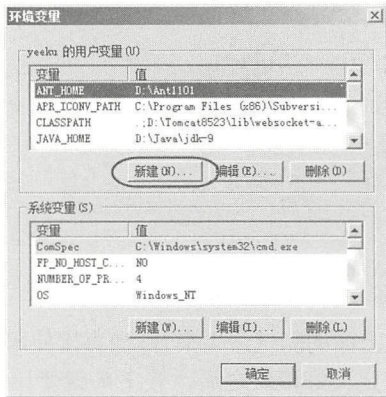 环境变量
yeeku 的用户变量(U)
变量 值
ANT_HOME D:\Ant1101
APR_ICONV_PATH C:\Program Files (x86)\Subversi...
CLASSPATH .;D:\Tomcat8523\lib\websocket-a...
JAVA_HOME D:\Java\jdk-9
新建(N)... 编辑(E)... 删除(D)
系统变量(S)
变量 值
ComSpec C:\Windows\system32\cmd.exe
FP_NO_HOST_C... NO
NUMBER_OF_PR... 4
OS Windows_NT
新建(W)... 编辑(I)... 删除(L)
确定 取消